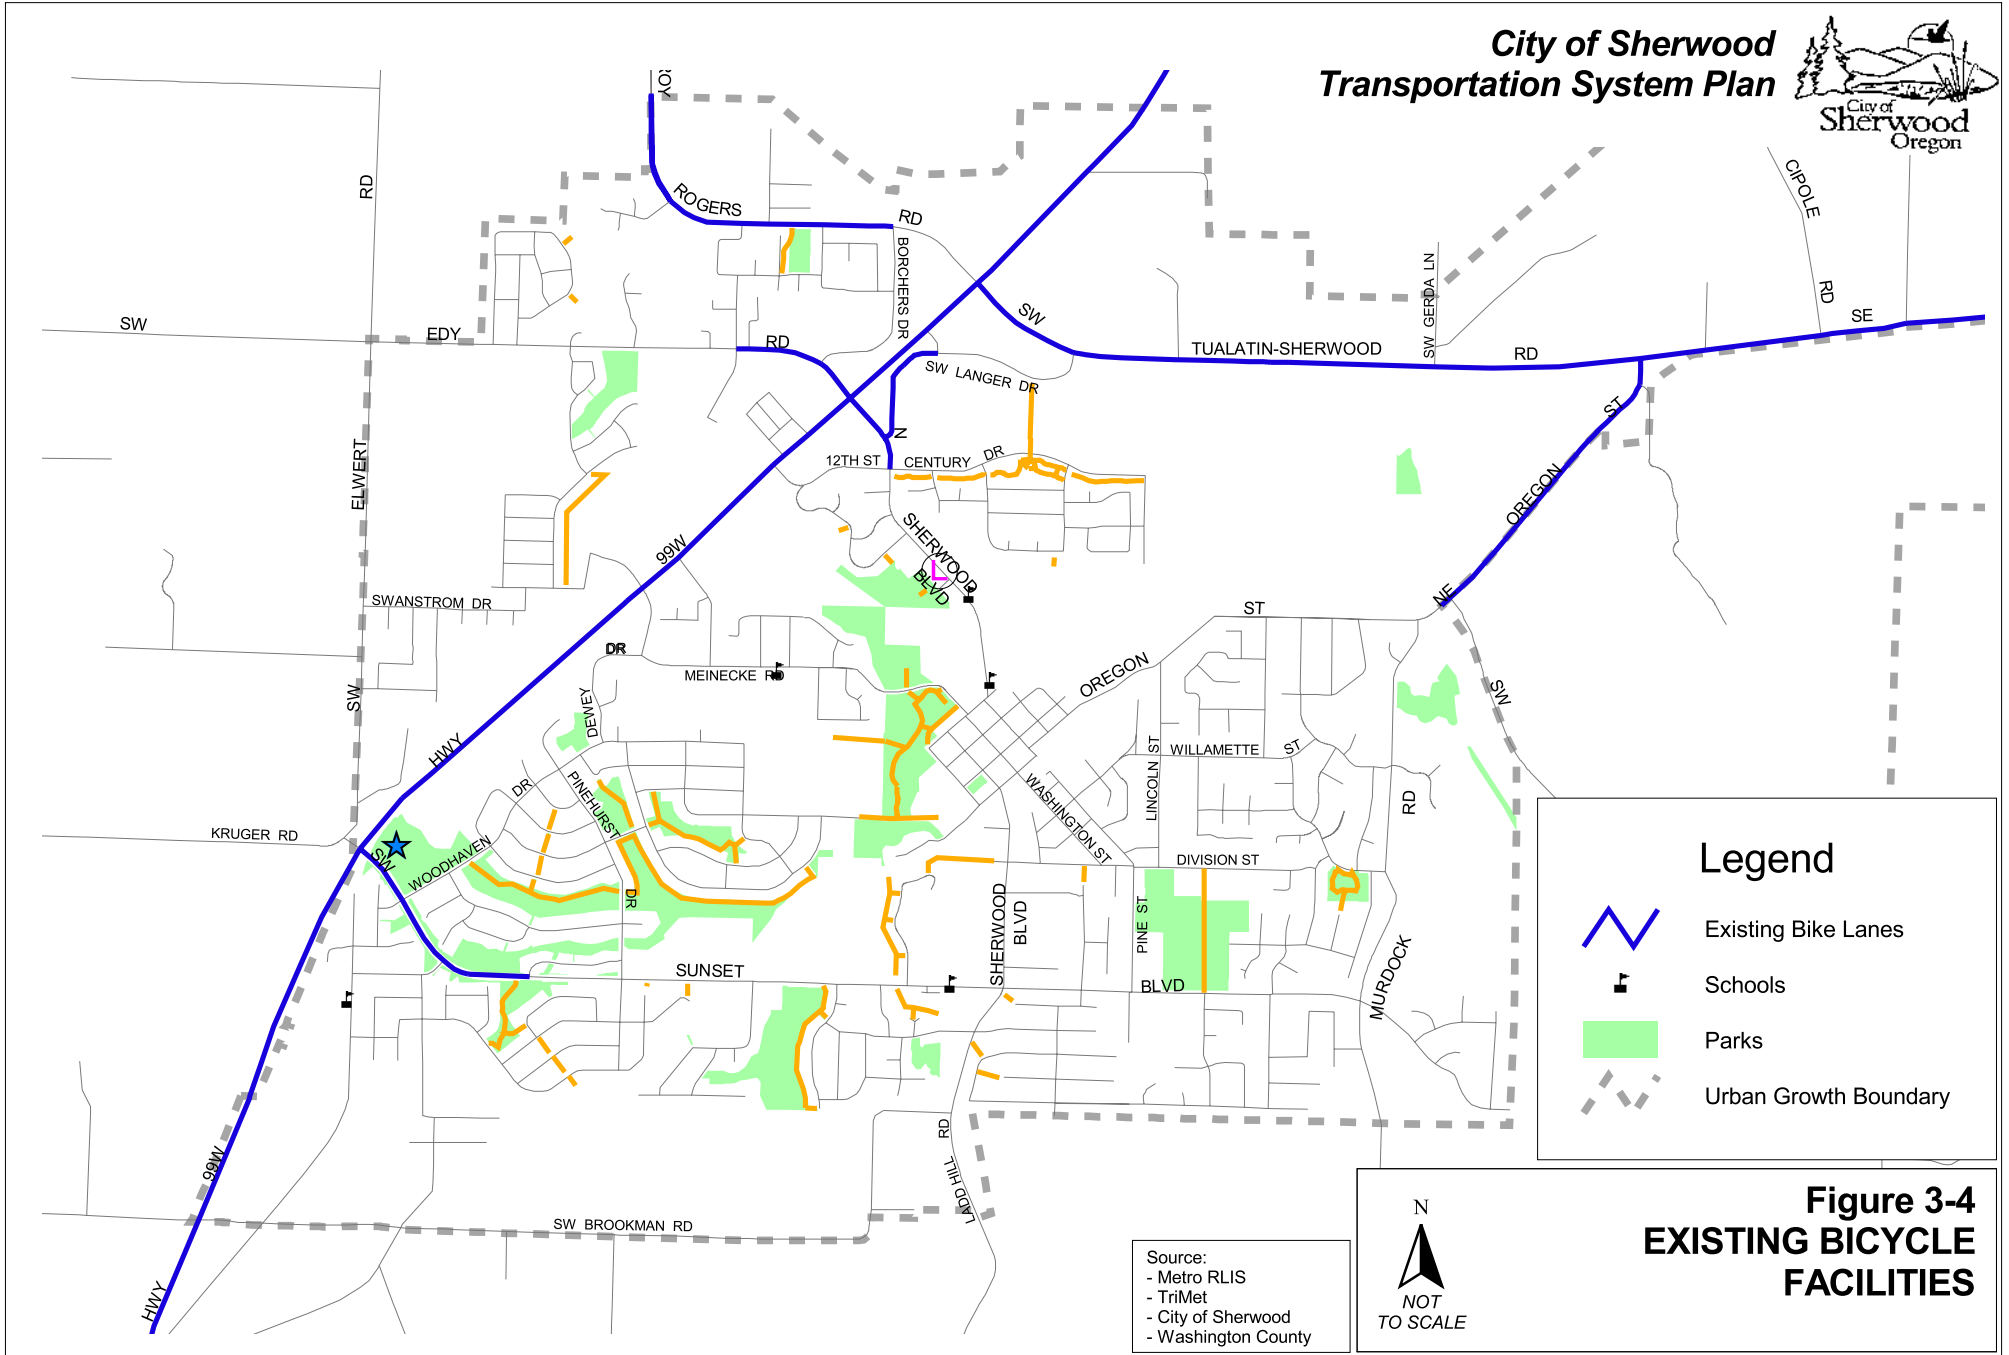 City of Sherwood
Transportation System Plan
City of
Sherwood
Oregon
ROY
ROGERS
RD
RD
CIPOLE
RD
BORCHERS DR
SW GERDA LN
SW
SW
EDY
RD
SE
TUALATIN-SHERWOOD
RD
SW LANGER DR
ST
N
12TH ST
CENTURY
DR
ELWERT
OREGON
SHERWOOD
BLVD
99W
SWANSTROM DR
NE
ST
DR
MEINECKE RD
OREGON
SW
SW
DEWEY
HWY
WILLAMETTE
ST
LINCOLN ST
DR
PINEHURST
WASHINGTON ST
RD
KRUGER RD
SW
WOODHAVEN
DIVISION ST
DR
SHERWOOD
BLVD
PINE ST
SUNSET
BLVD
MURDOCK
99W
RD
LADD HILL
SW BROOKMAN RD
HWY
Legend
Existing Bike Lanes
Schools
Parks
Urban Growth Boundary
Source:
- Metro RLIS
- TriMet
- City of Sherwood
- Washington County
N
NOT
TO SCALE
Figure 3-4
EXISTING BICYCLE
FACILITIES